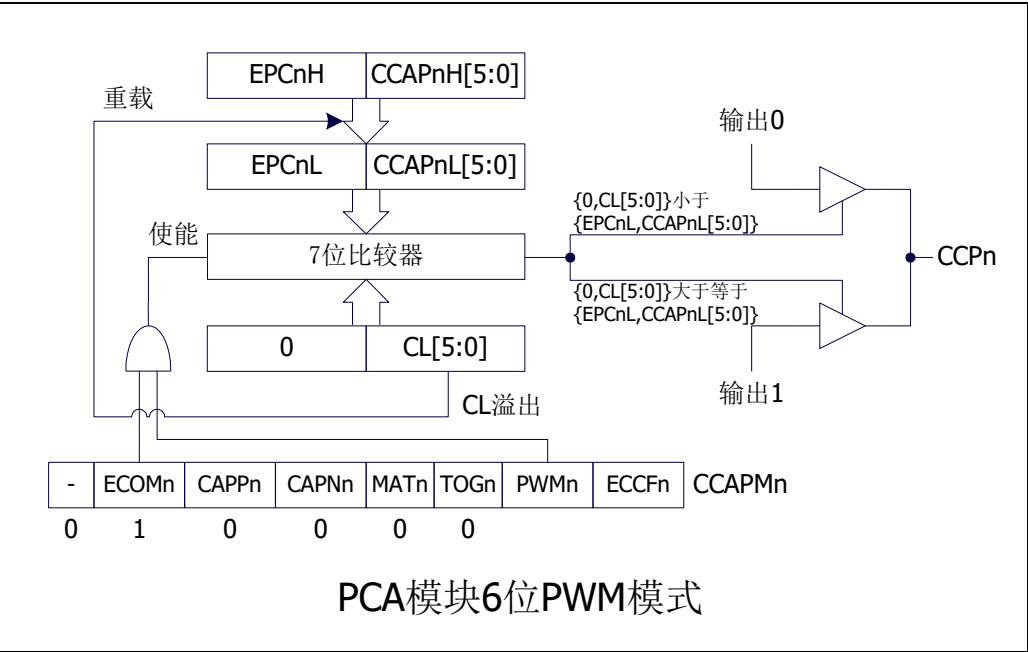 EPCnH CCAPnH[5:0]
重载
输出0
EPCnL CCAPnL[5:0]
{0,CL[5:0]}小于
{EPCnL,CCAPnL[5:0]}
使能
7位比较器
CCPn
{0,CL[5:0]}大于等于
{EPCnL,CCAPnL[5:0]}
0 CL[5:0]
输出1
CL溢出
- ECOMn CAPPn CAPNn MATn TOGn PWMn ECCFn CCAPMn
0 1 0 0 0 0
PCA模块6位PWM模式